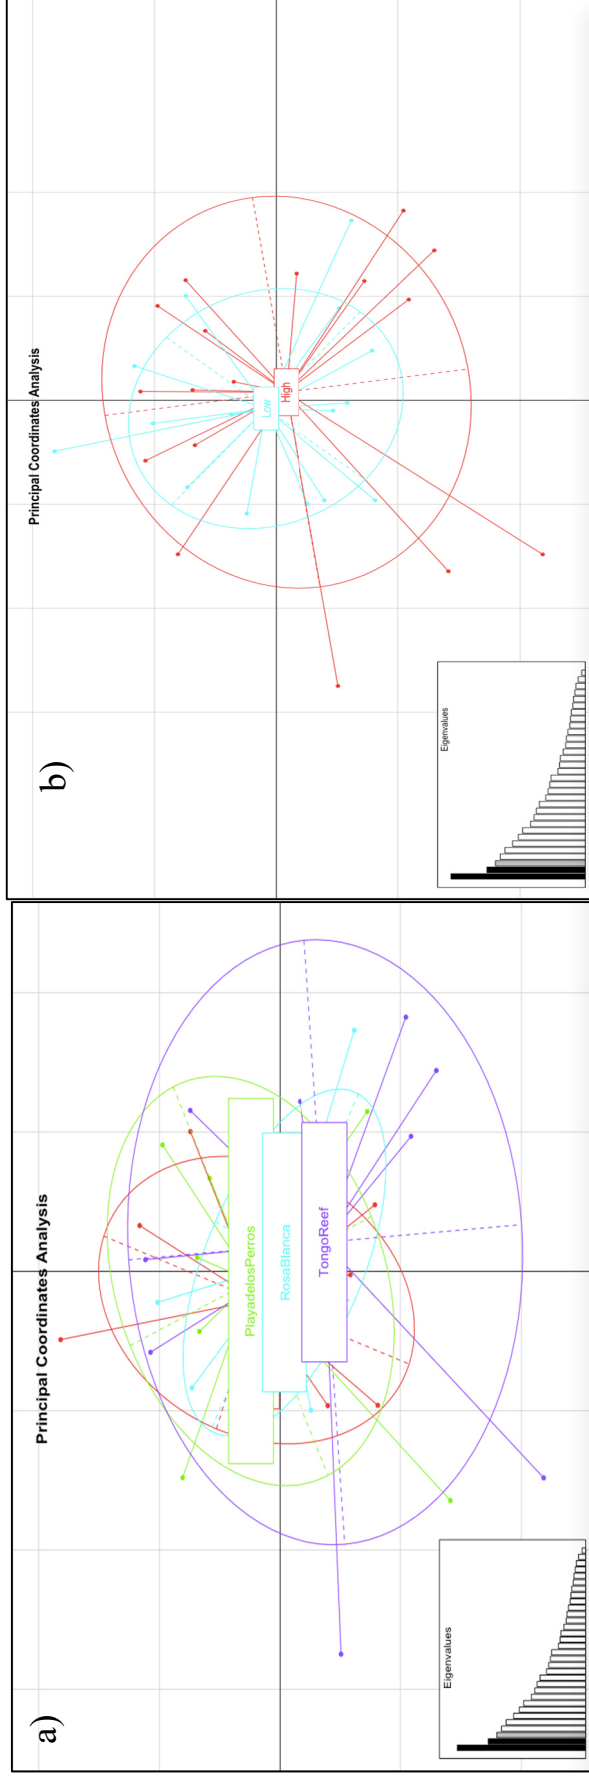 a)
Principal Coordinates Analysis
PlayadelosPerros
RosaBlanca
TongoReef
Eigenvalues
b)
Principal Coordinates Analysis
Low
High
Eigenvalues